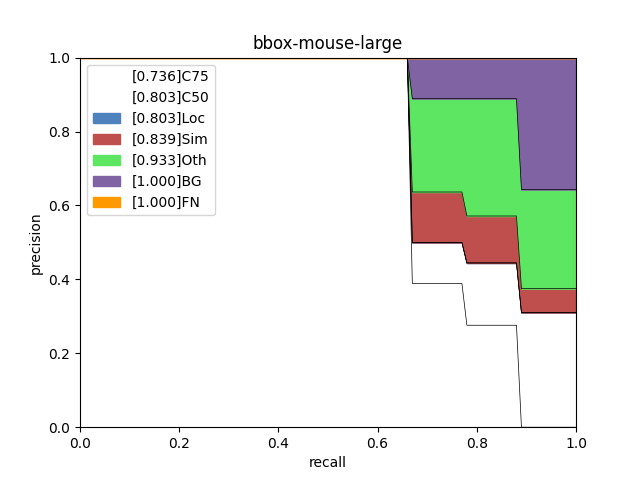 bbox-mouse-large
1.0
0.8
0.6
0.4
0.2
0.0
precision
[0.736]C75
[0.803]C50
[0.803]Loc
[0.839]Sim
[0.933]Oth
[1.000]BG
[1.000]FN
0.0 0.2 0.4 0.6 0.8 1.0
recall